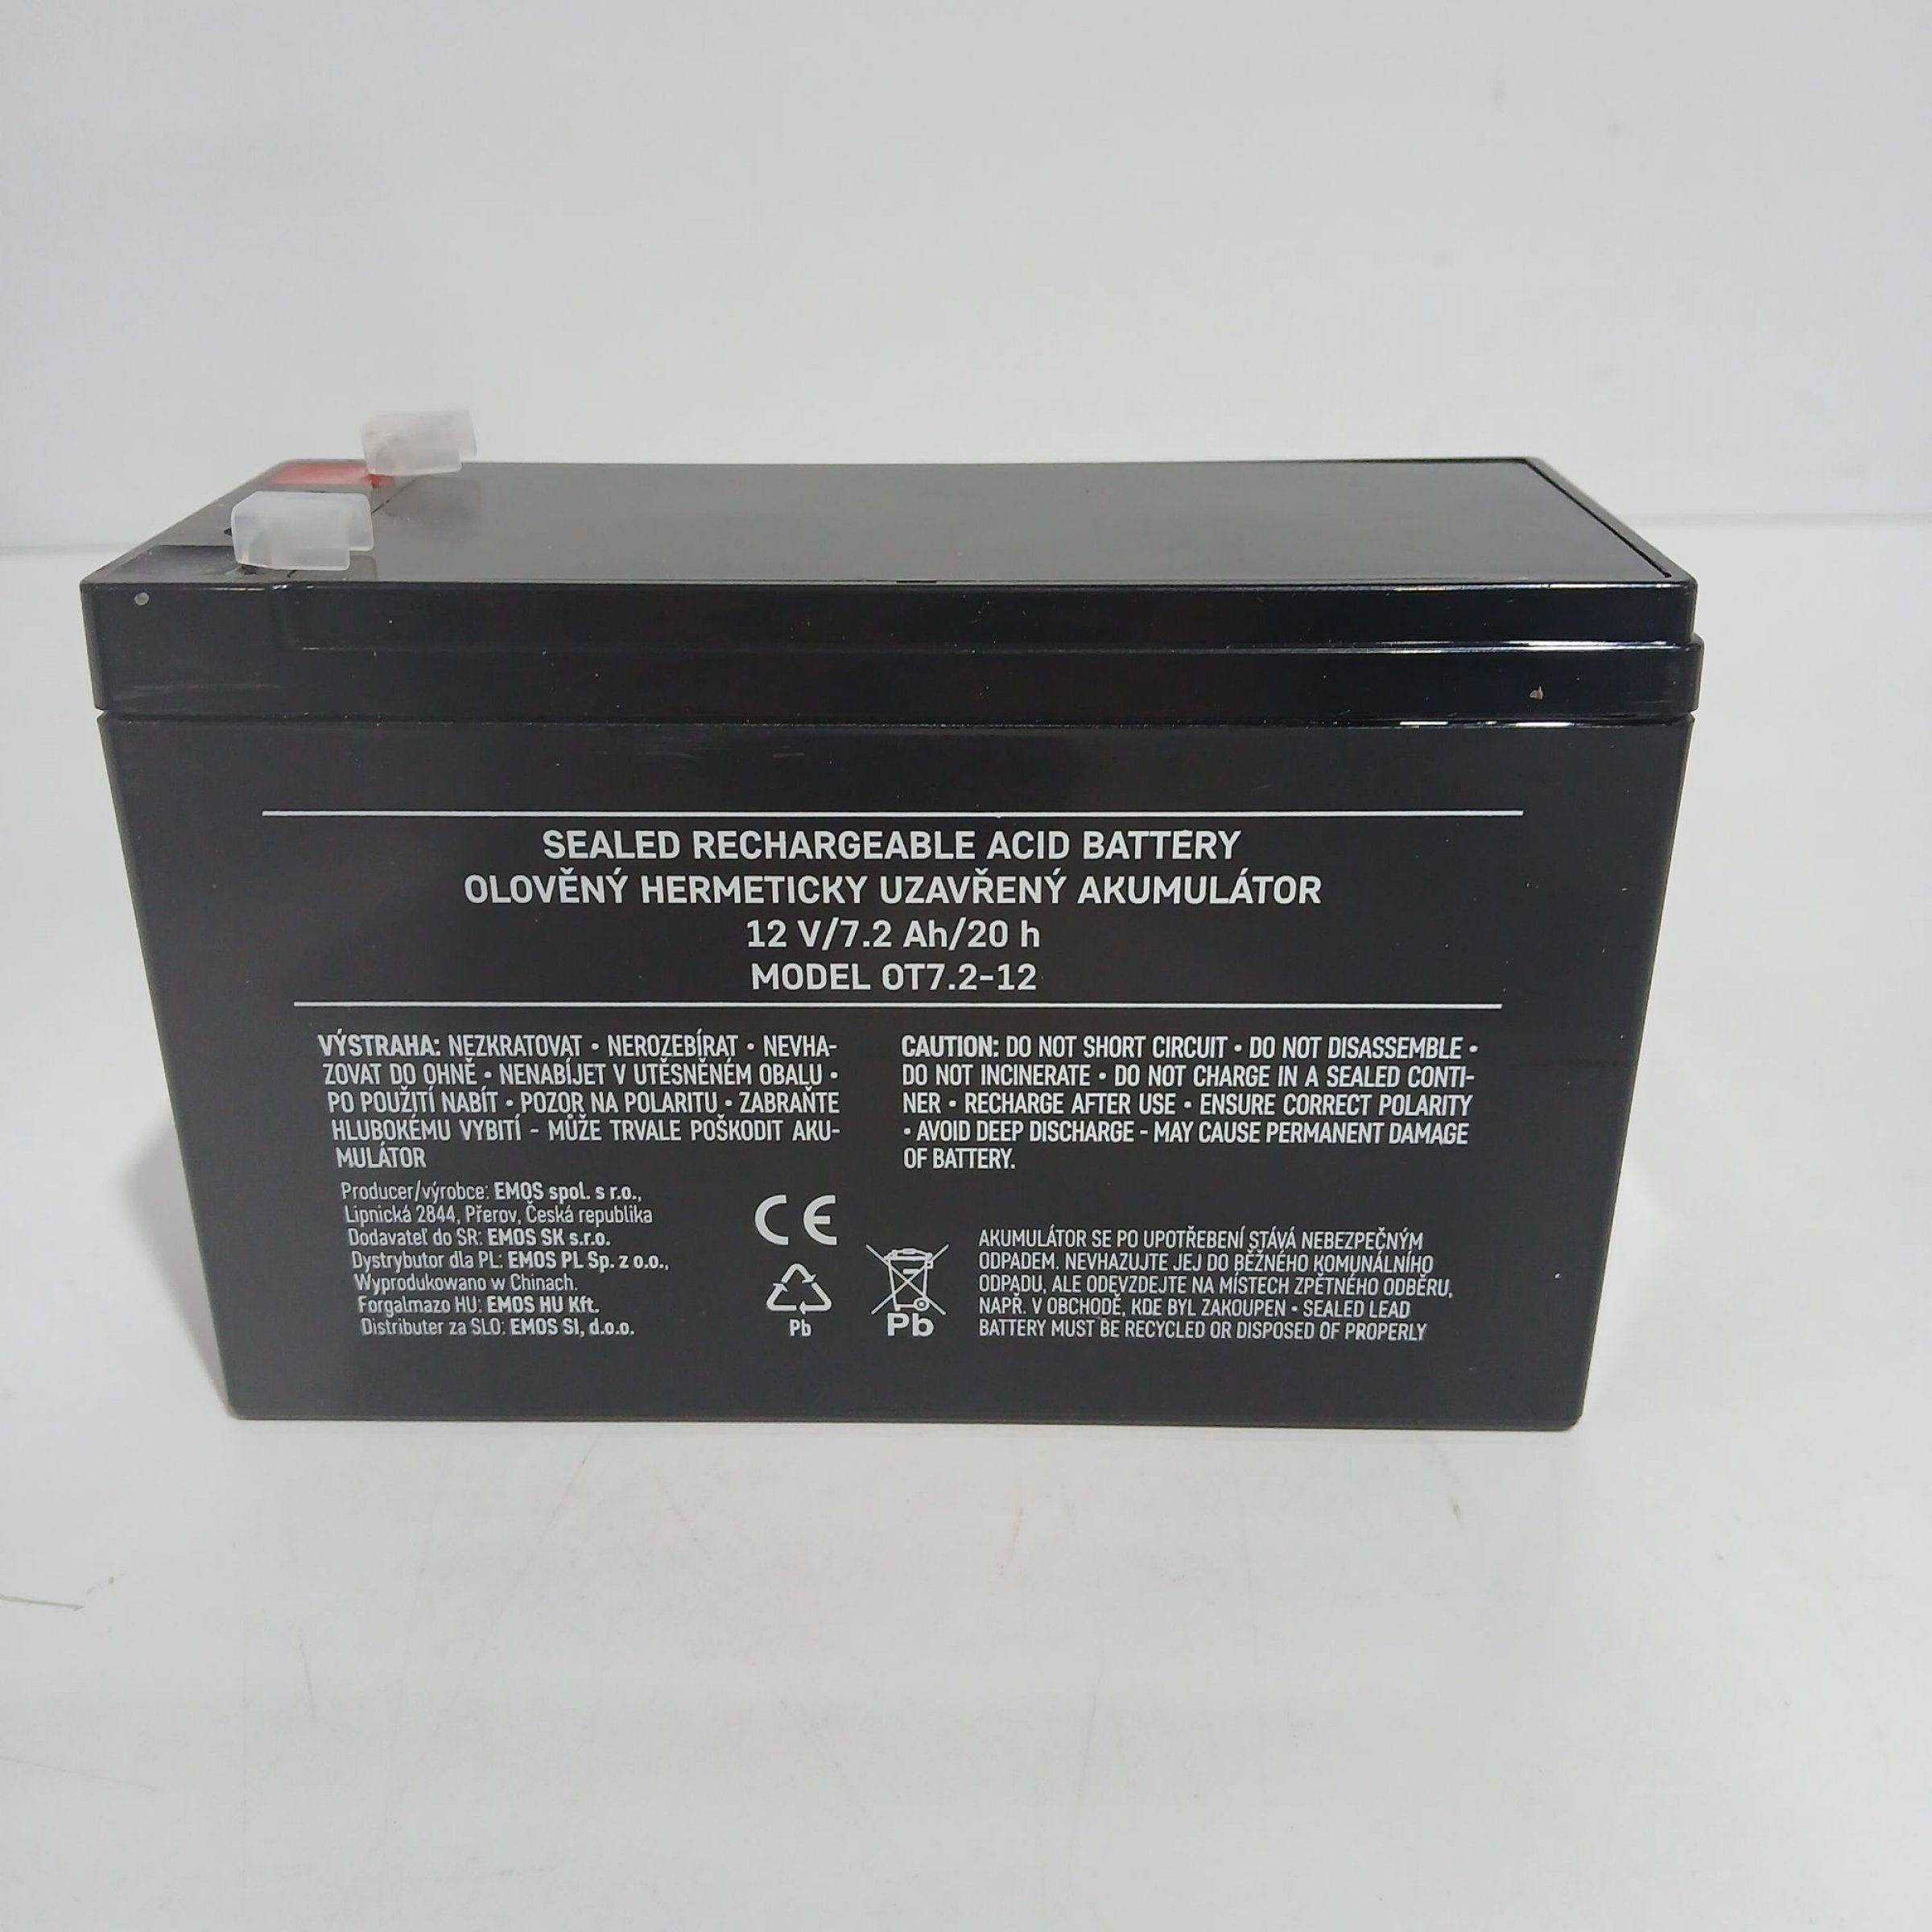 SEALED RECHARGEABLE ACID BATTERY
OLOVĚNÝ HERMETICKY UZAVŘENÝ AKUMULÁTOR
12 V/7.2 Ah/20 h
MODEL OT7.2-12
VÝSTRAHA: NEZKRATOVAT • NEROZEBÍRAT • NEVHA-
ZOVAT DO OHNĚ • NENABÍJET V UTĚSNĚNÉM OBALU •
PO POUŽITÍ NABÍT • POZOR NA POLARITU • ZABRAŇTE
HLUBOKÉMU VYBITÍ - MŮŽE TRVALE POŠKODIT AKU-
MULÁTOR
CAUTION: DO NOT SHORT CIRCUIT • DO NOT DISASSEMBLE •
DO NOT INCINERATE • DO NOT CHARGE IN A SEALED CONTI-
NER • RECHARGE AFTER USE • ENSURE CORRECT POLARITY
• AVOID DEEP DISCHARGE - MAY CAUSE PERMANENT DAMAGE
OF BATTERY.
Producer/výrobce: EMOS spol. s r.o.,
Lipnická 2844, Přerov, Česká republika
Dodavateľ do SR: EMOS SK s.r.o.
Dystrybutor dla PL: EMOS PL Sp. z o.o.,
Wyprodukowano w Chinach.
Forgalmazo HU: EMOS HU Kft.
Distributer za SLO: EMOS SI, d.o.o.
CE
Pb
Pb
AKUMULÁTOR SE PO UPOTŘEBENÍ STÁVÁ NEBEZPEČNÝM
ODPADEM. NEVHAZUJTE JEJ DO BĚŽNÉHO KOMUNÁLNÍHO
ODPADU, ALE ODEVZDEJTE NA MÍSTECH ZPĚTNÉHO ODBĚRU,
NAPŘ. V OBCHODĚ, KDE BYL ZAKOUPEN • SEALED LEAD
BATTERY MUST BE RECYCLED OR DISPOSED OF PROPERLY